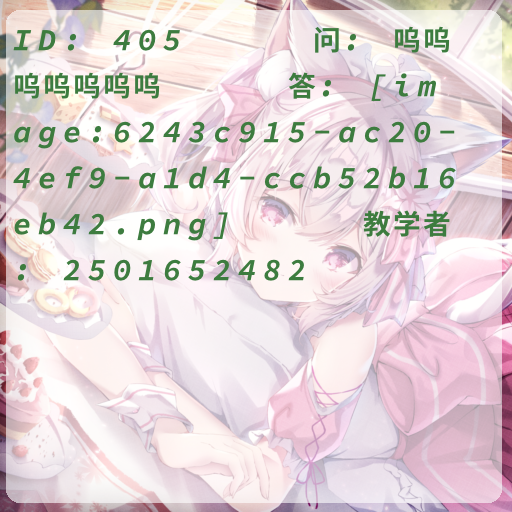 ID: 405 问: 呜呜
呜呜呜呜呜 答: [im
age:6243c915-ac20-
4ef9-a1d4-ccb52b16
eb42.png] 教学者
: 2501652482